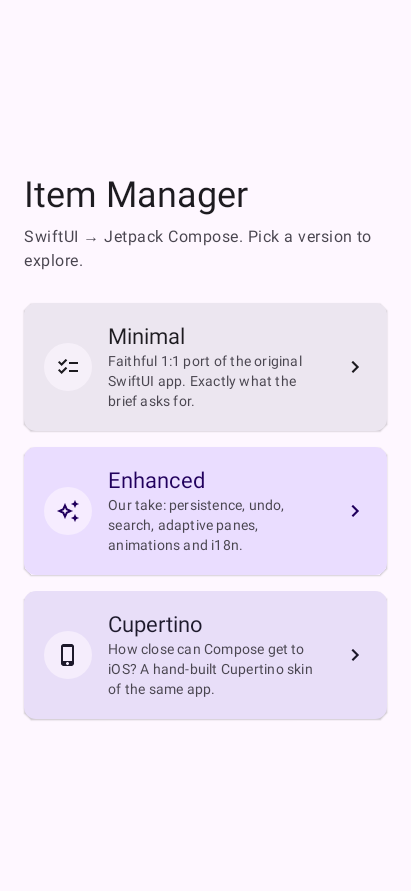 Item Manager
SwiftUI → Jetpack Compose. Pick a version to
explore.
Minimal
Faithful 1:1 port of the original
SwiftUI app. Exactly what the
brief asks for.
Enhanced
Our take: persistence, undo,
search, adaptive panes,
animations and i18n.
Cupertino
How close can Compose get to
iOS? A hand-built Cupertino skin
of the same app.